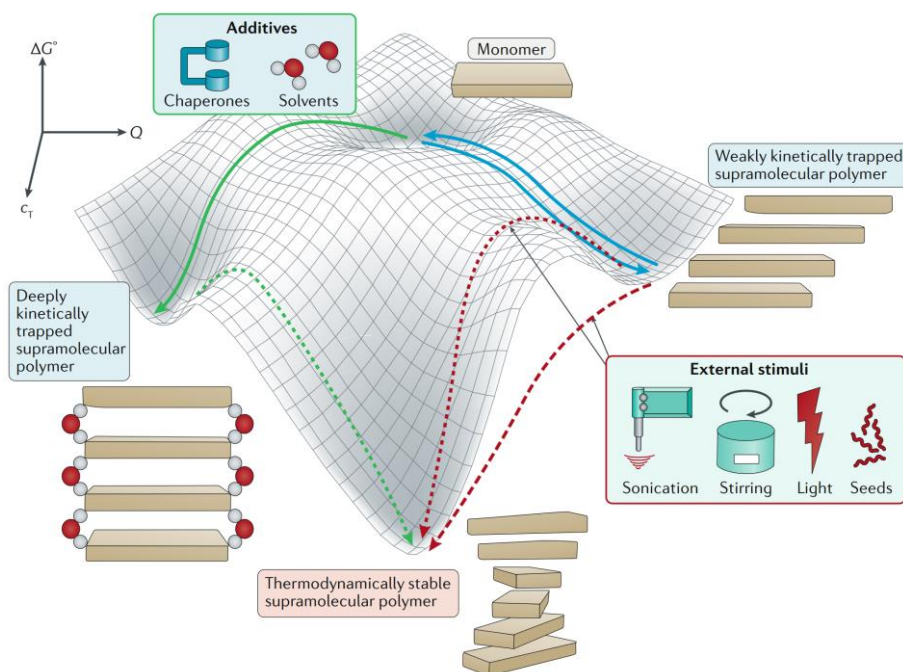 ΔG°
Q
c_T
Additives
Chaperones
Solvents
Monomer
Weakly kinetically trapped
supramolecular polymer
Deeply
kinetically
trapped
supramolecular
polymer
External stimuli
Sonication
Stirring
Light
Seeds
Thermodynamically stable
supramolecular polymer